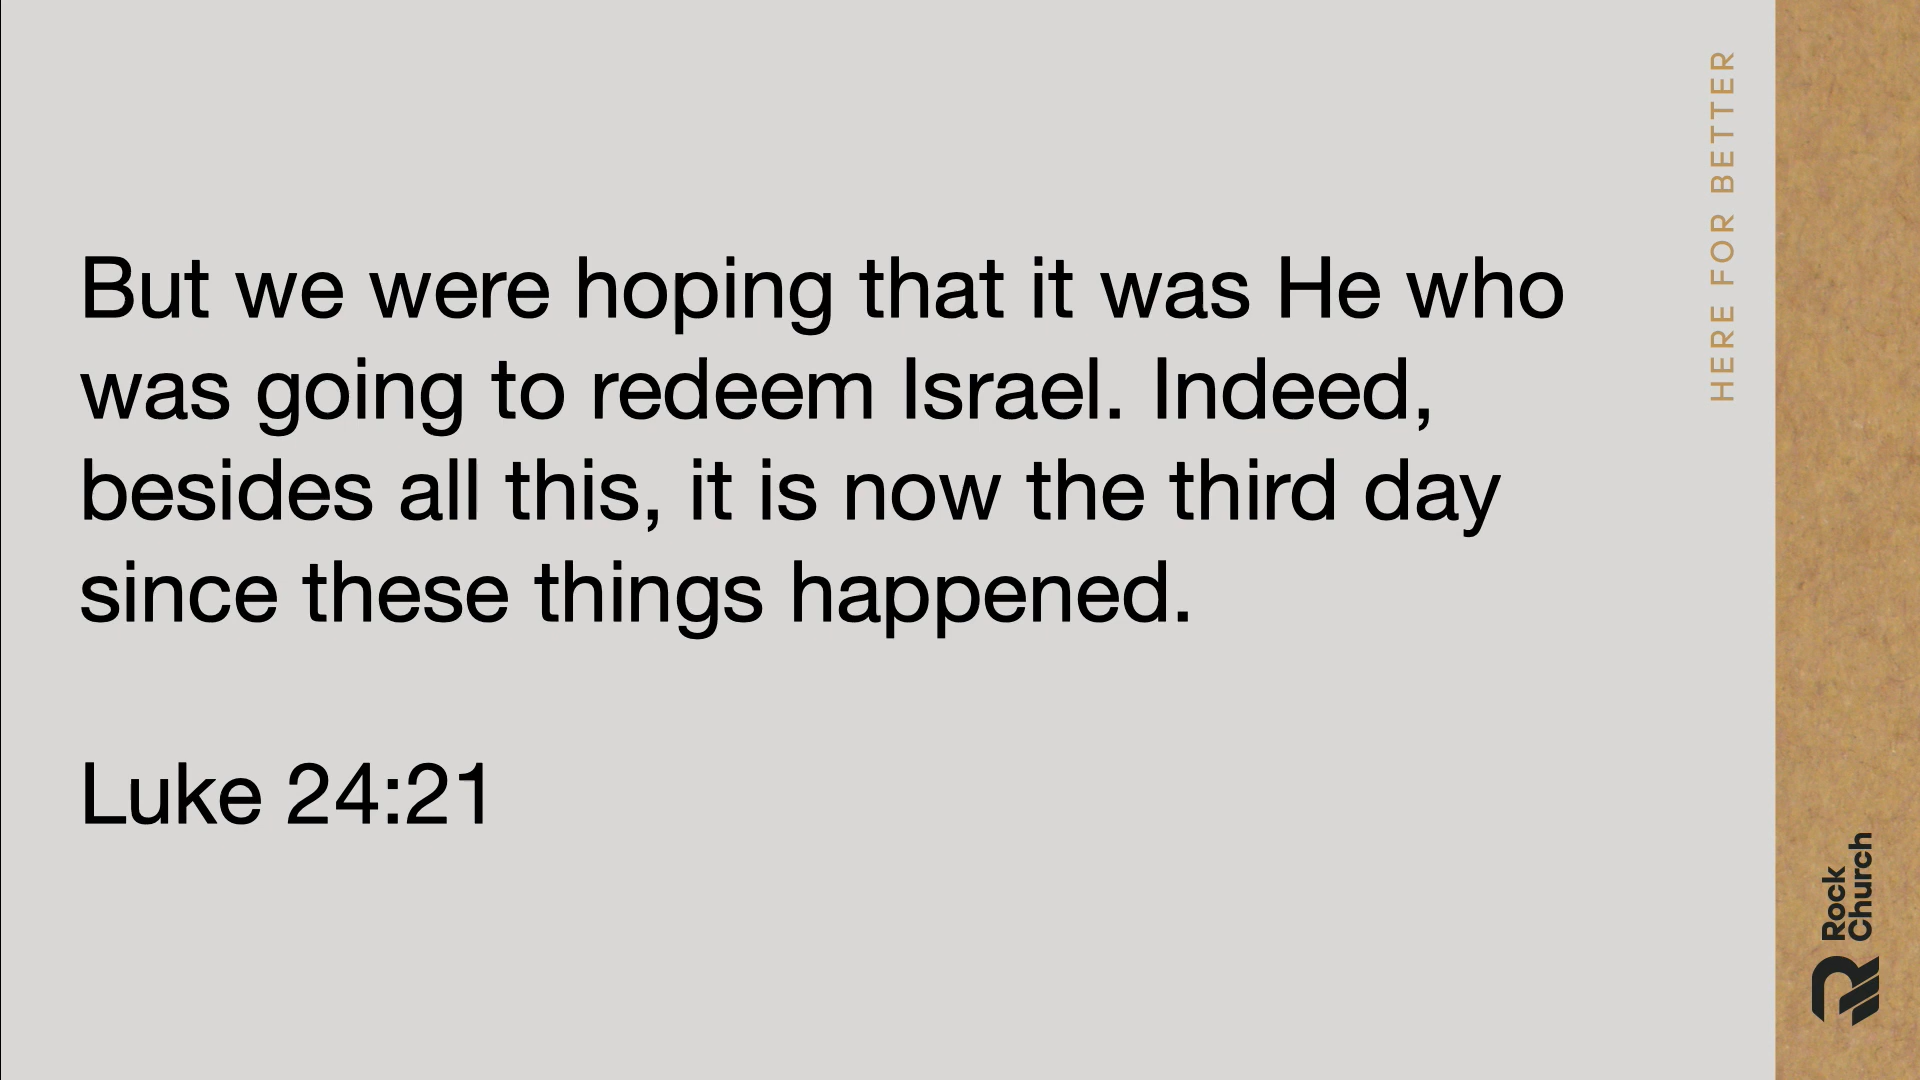 But we were hoping that it was He who
was going to redeem Israel. Indeed,
besides all this, it is now the third day
since these things happened.
Luke 24:21
HERE FOR BETTER
Rock
Church